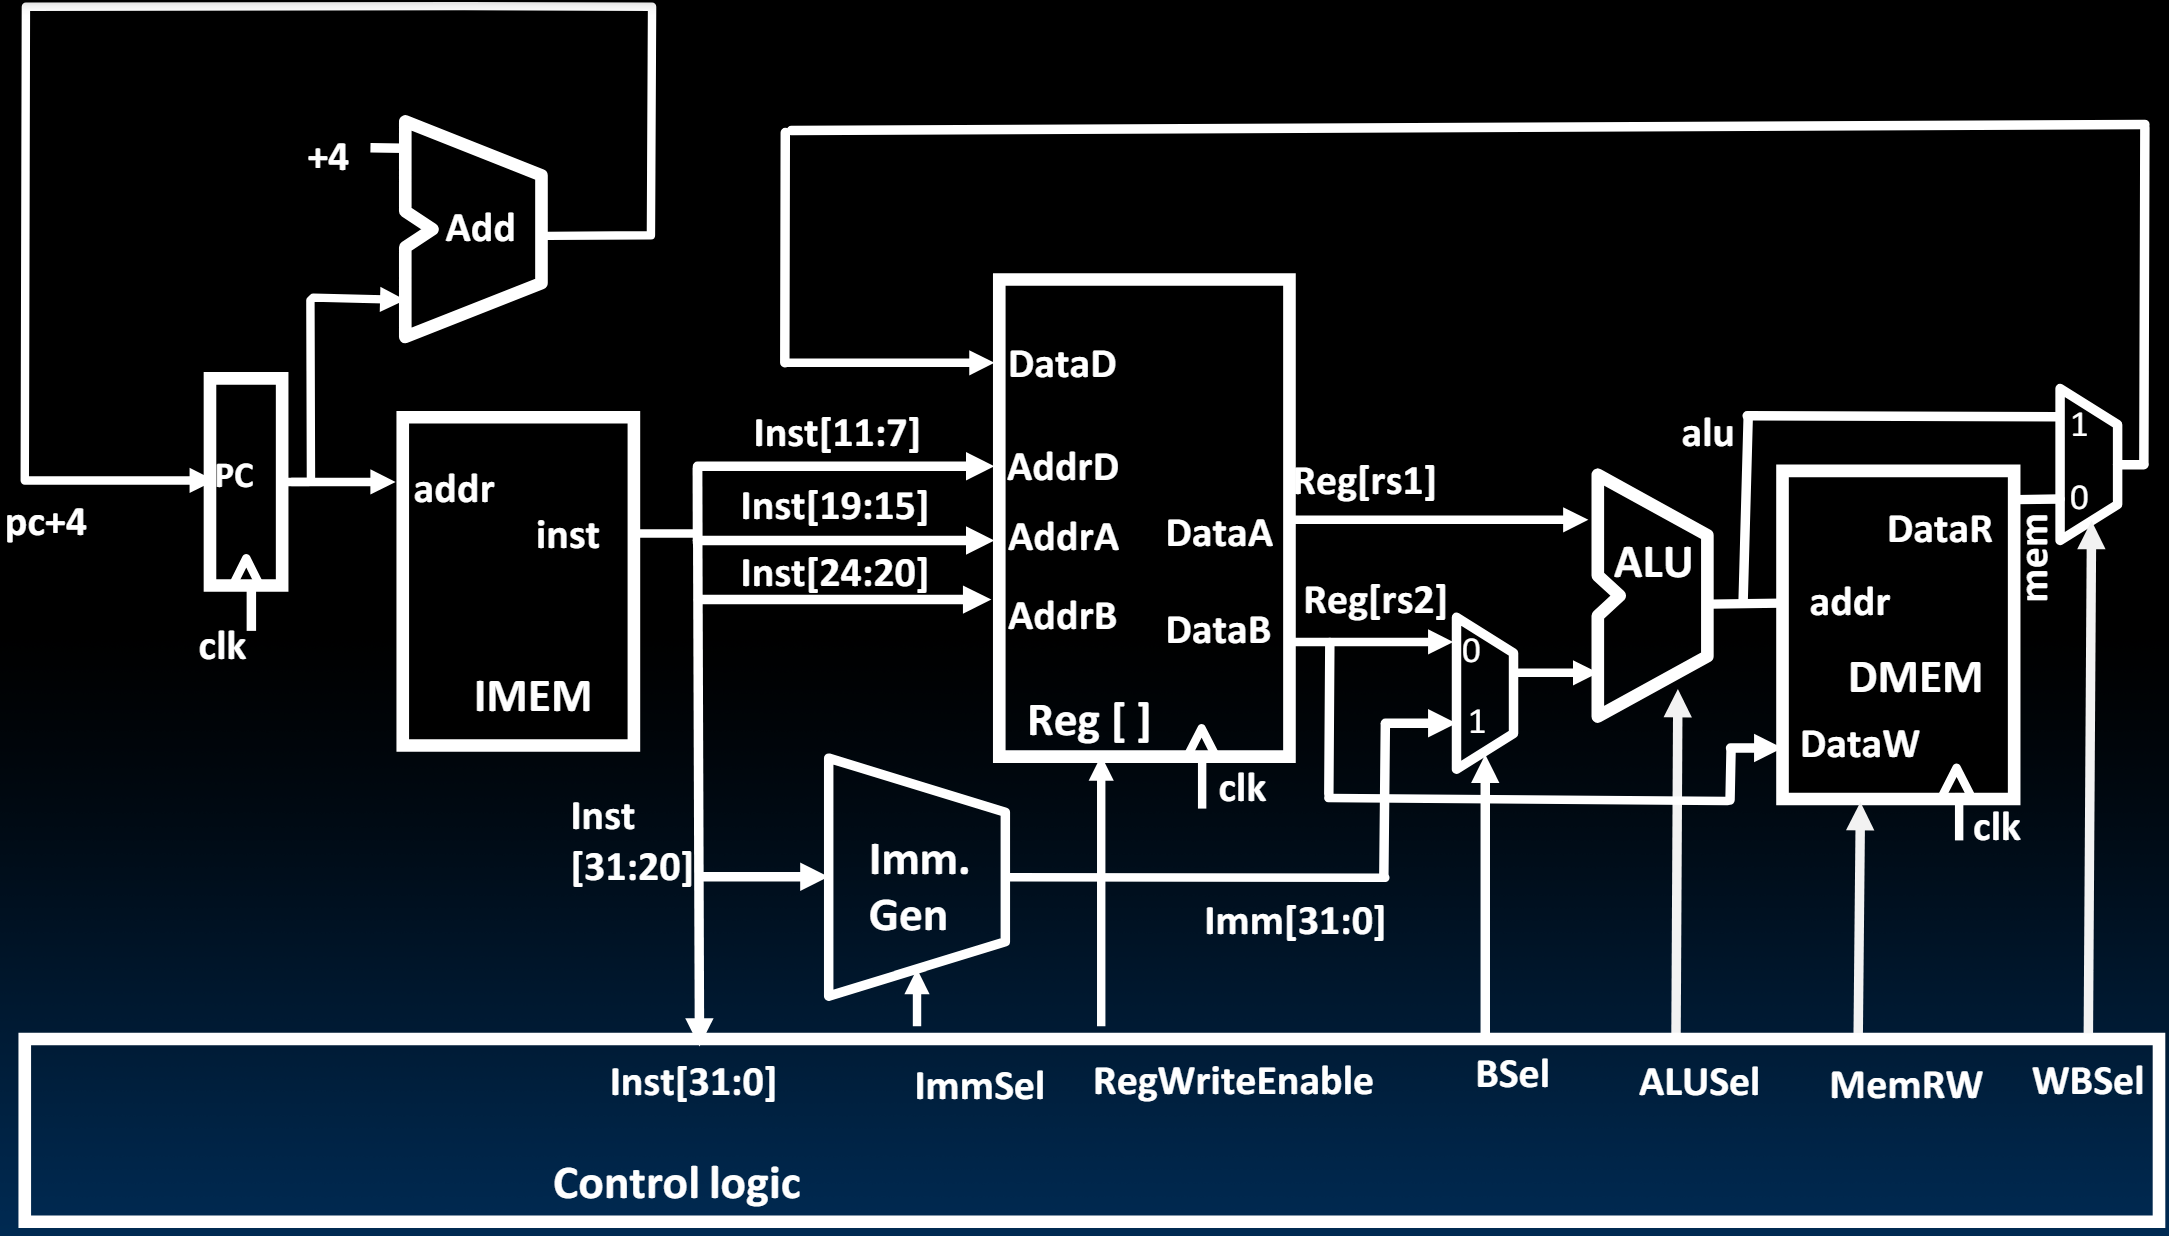 +4
Add
pc+4
PC
clk
addr
inst
IMEM
Inst[11:7]
Inst[19:15]
Inst[24:20]
Inst
[31:20]
DataD
AddrD
AddrA
AddrB
DataA
DataB
Reg [ ]
clk
Imm.
Gen
Imm[31:0]
Reg[rs1]
Reg[rs2]
0
1
ALU
alu
addr
DataR
DMEM
DataW
clk
mem
1
0
Inst[31:0]
ImmSel
RegWriteEnable
BSel
ALUSel
MemRW
WBSel
Control logic